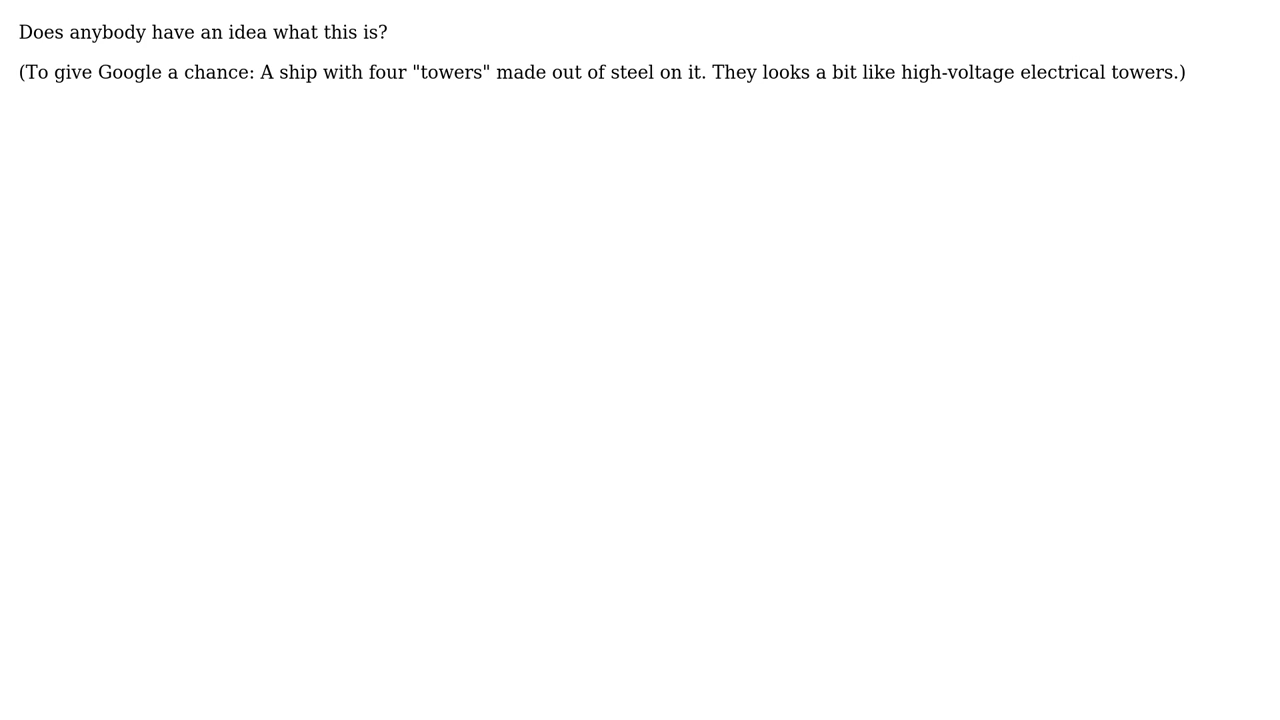 Does anybody have an idea what this is?
(To give Google a chance: A ship with four "towers" made out of steel on it. They looks a bit like high-voltage electrical towers.)